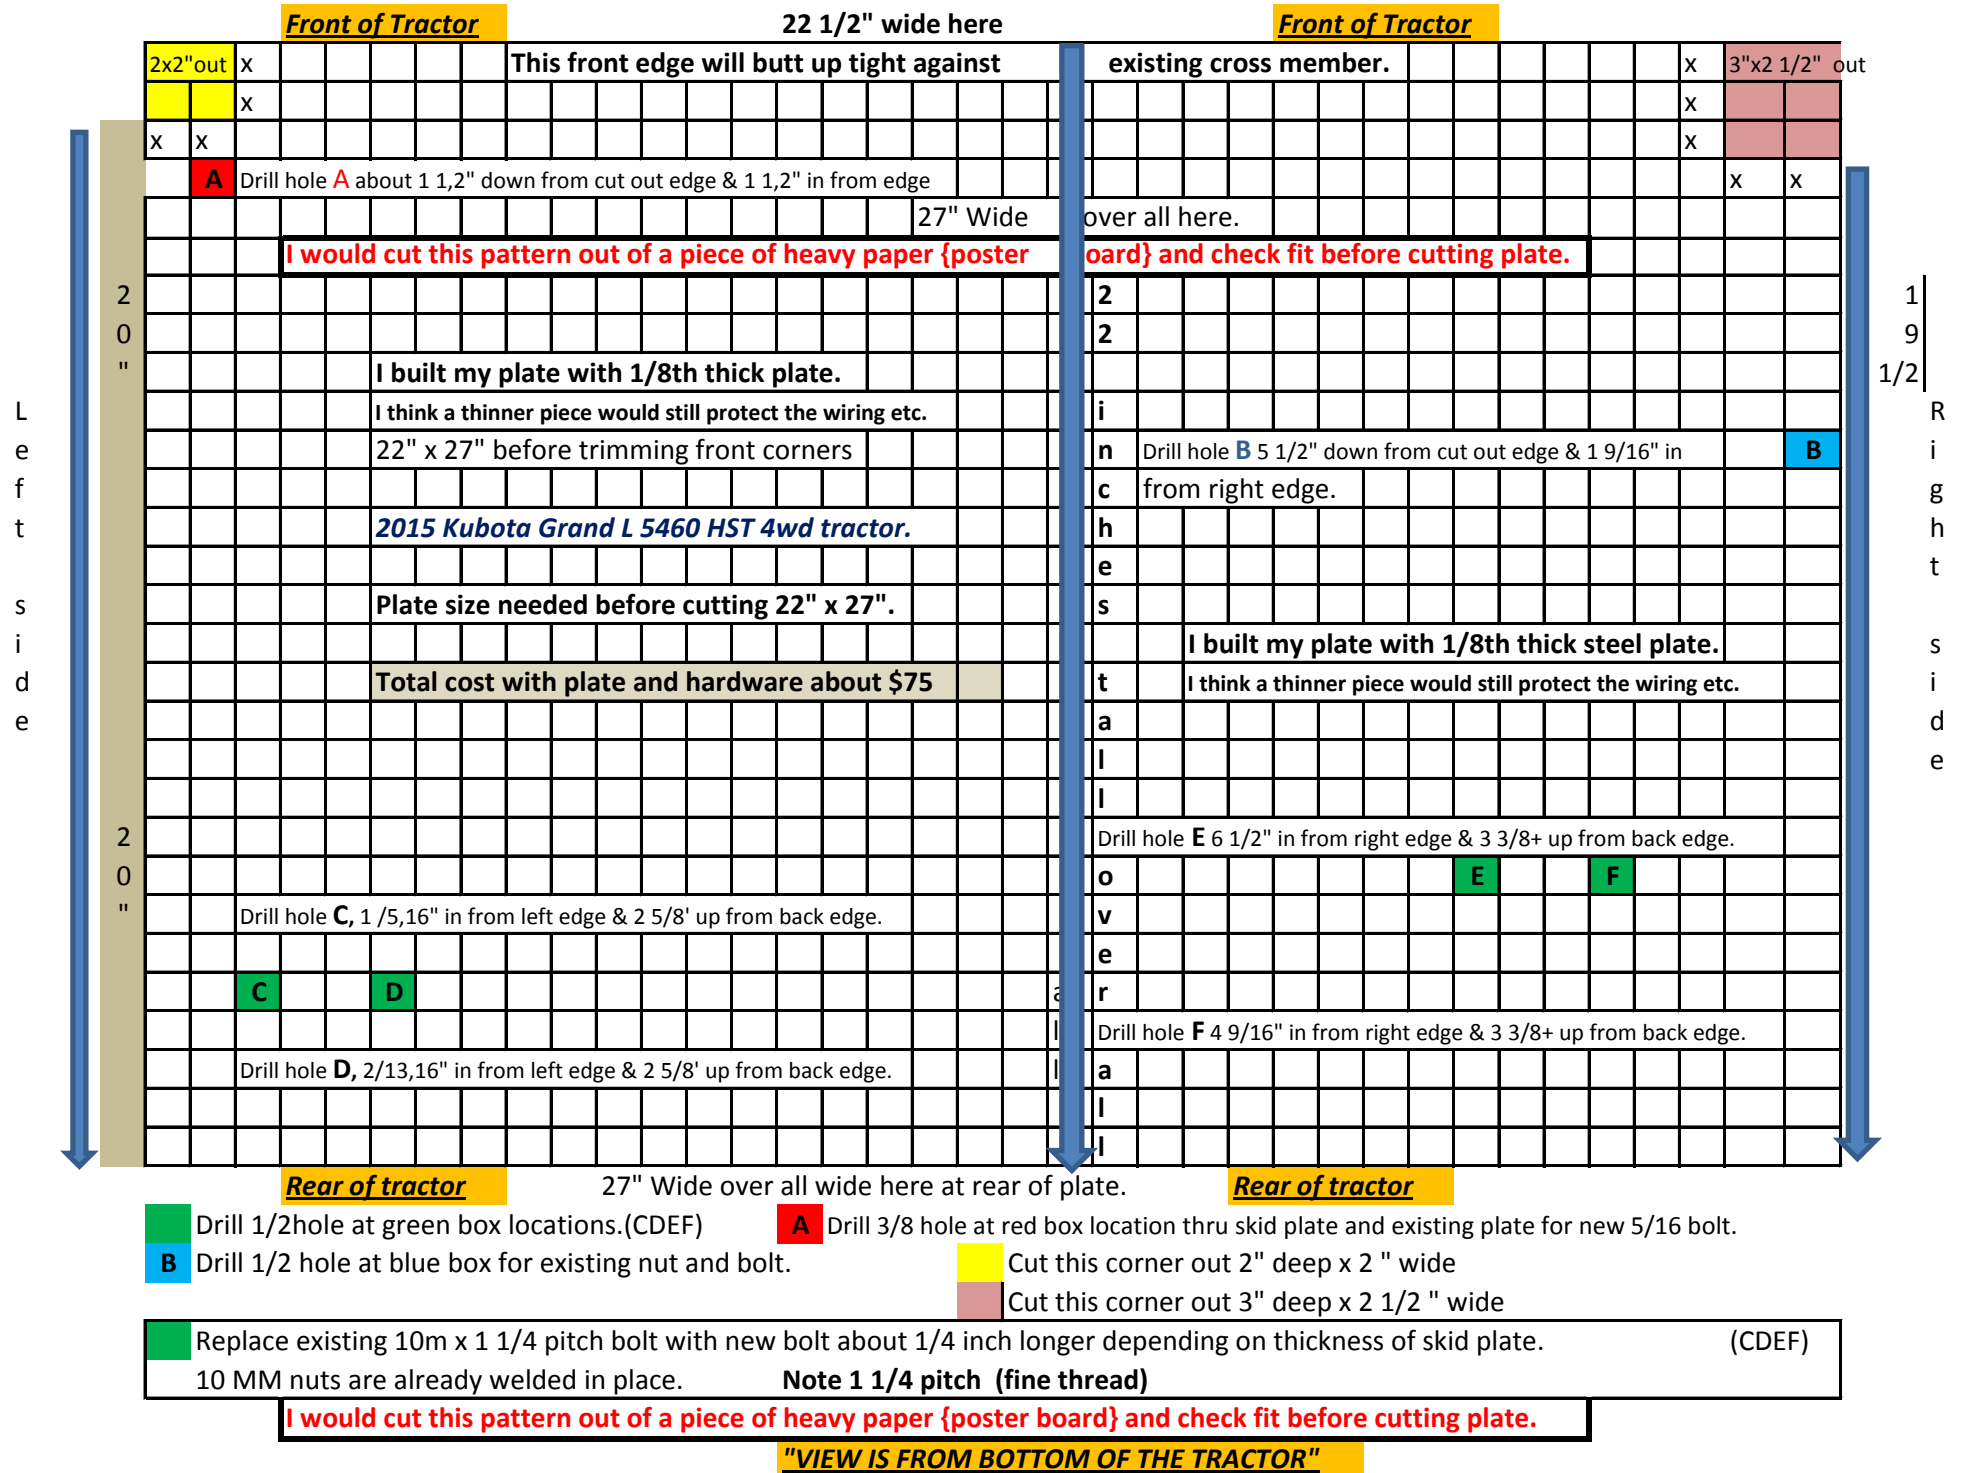 Front of Tractor 22 1/2" wide here Front of Tractor
2x2"out x This front edge will butt up tight against existing cross member. x 3"x2 1/2" out
x x
x x x
A Drill hole A about 1 1,2" down from cut out edge & 1 1,2" in from edge x x
27" Wide over all here.
I would cut this pattern out of a piece of heavy paper {poster oard} and check fit before cutting plate.
2 2 1
0 2 9
" I built my plate with 1/8th thick plate. 1/2
L I think a thinner piece would still protect the wiring etc. i R
e 22" x 27" before trimming front corners n Drill hole B 5 1/2" down from cut out edge & 1 9/16" in B i
f c from right edge. g
t 2015 Kubota Grand L 5460 HST 4wd tractor. h h
e t
s Plate size needed before cutting 22" x 27". s
i I built my plate with 1/8th thick steel plate. s
d Total cost with plate and hardware about $75 t I think a thinner piece would still protect the wiring etc. i
e a d
l e
l
2 Drill hole E 6 1/2" in from right edge & 3 3/8+ up from back edge.
0 o E F
" Drill hole C, 1 /5,16" in from left edge & 2 5/8' up from back edge. v
e
C D a r
l Drill hole F 4 9/16" in from right edge & 3 3/8+ up from back edge.
Drill hole D, 2/13,16" in from left edge & 2 5/8' up from back edge. l a
l
l
Rear of tractor 27" Wide over all wide here at rear of plate. Rear of tractor
Drill 1/2hole at green box locations.(CDEF) A Drill 3/8 hole at red box location thru skid plate and existing plate for new 5/16 bolt.
B Drill 1/2 hole at blue box for existing nut and bolt. Cut this corner out 2" deep x 2 " wide
Cut this corner out 3" deep x 2 1/2 " wide
Replace existing 10m x 1 1/4 pitch bolt with new bolt about 1/4 inch longer depending on thickness of skid plate. (CDEF)
10 MM nuts are already welded in place. Note 1 1/4 pitch (fine thread)
I would cut this pattern out of a piece of heavy paper {poster board} and check fit before cutting plate.
"VIEW IS FROM BOTTOM OF THE TRACTOR"